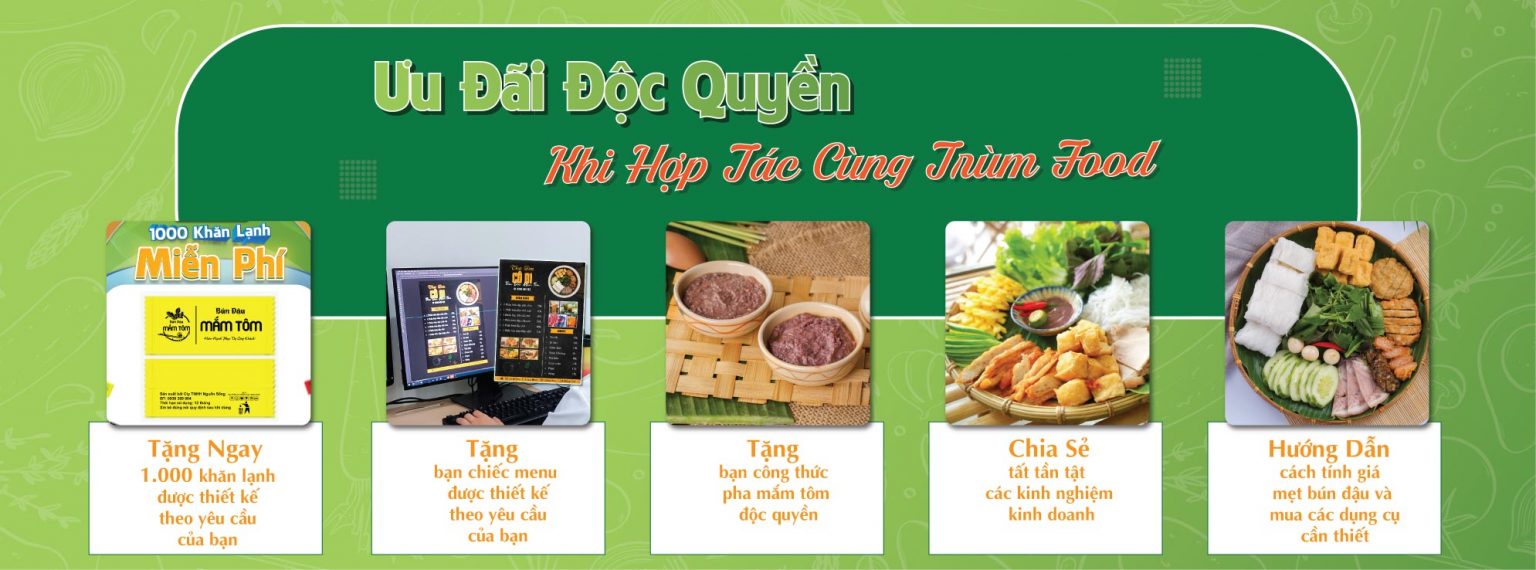 Ưu Đãi Độc Quyền
Khi Hợp Tác Cùng Trùm Food
1000 Khăn Lạnh
Miễn Phí
Bún Đậu
MẮM TÔM
Bún Đậu
MẮM TÔM
Tặng Ngay
1.000 khăn lạnh
được thiết kế
theo yêu cầu
của bạn
Tặng
bạn chiếc menu
được thiết kế
theo yêu cầu
của bạn
Tặng
bạn công thức
pha mắm tôm
độc quyền
Chia Sẻ
tất tần tật
các kinh nghiệm
kinh doanh
Hướng Dẫn
cách tính giá
mẹt bún đậu và
mua các dụng cụ
cần thiết